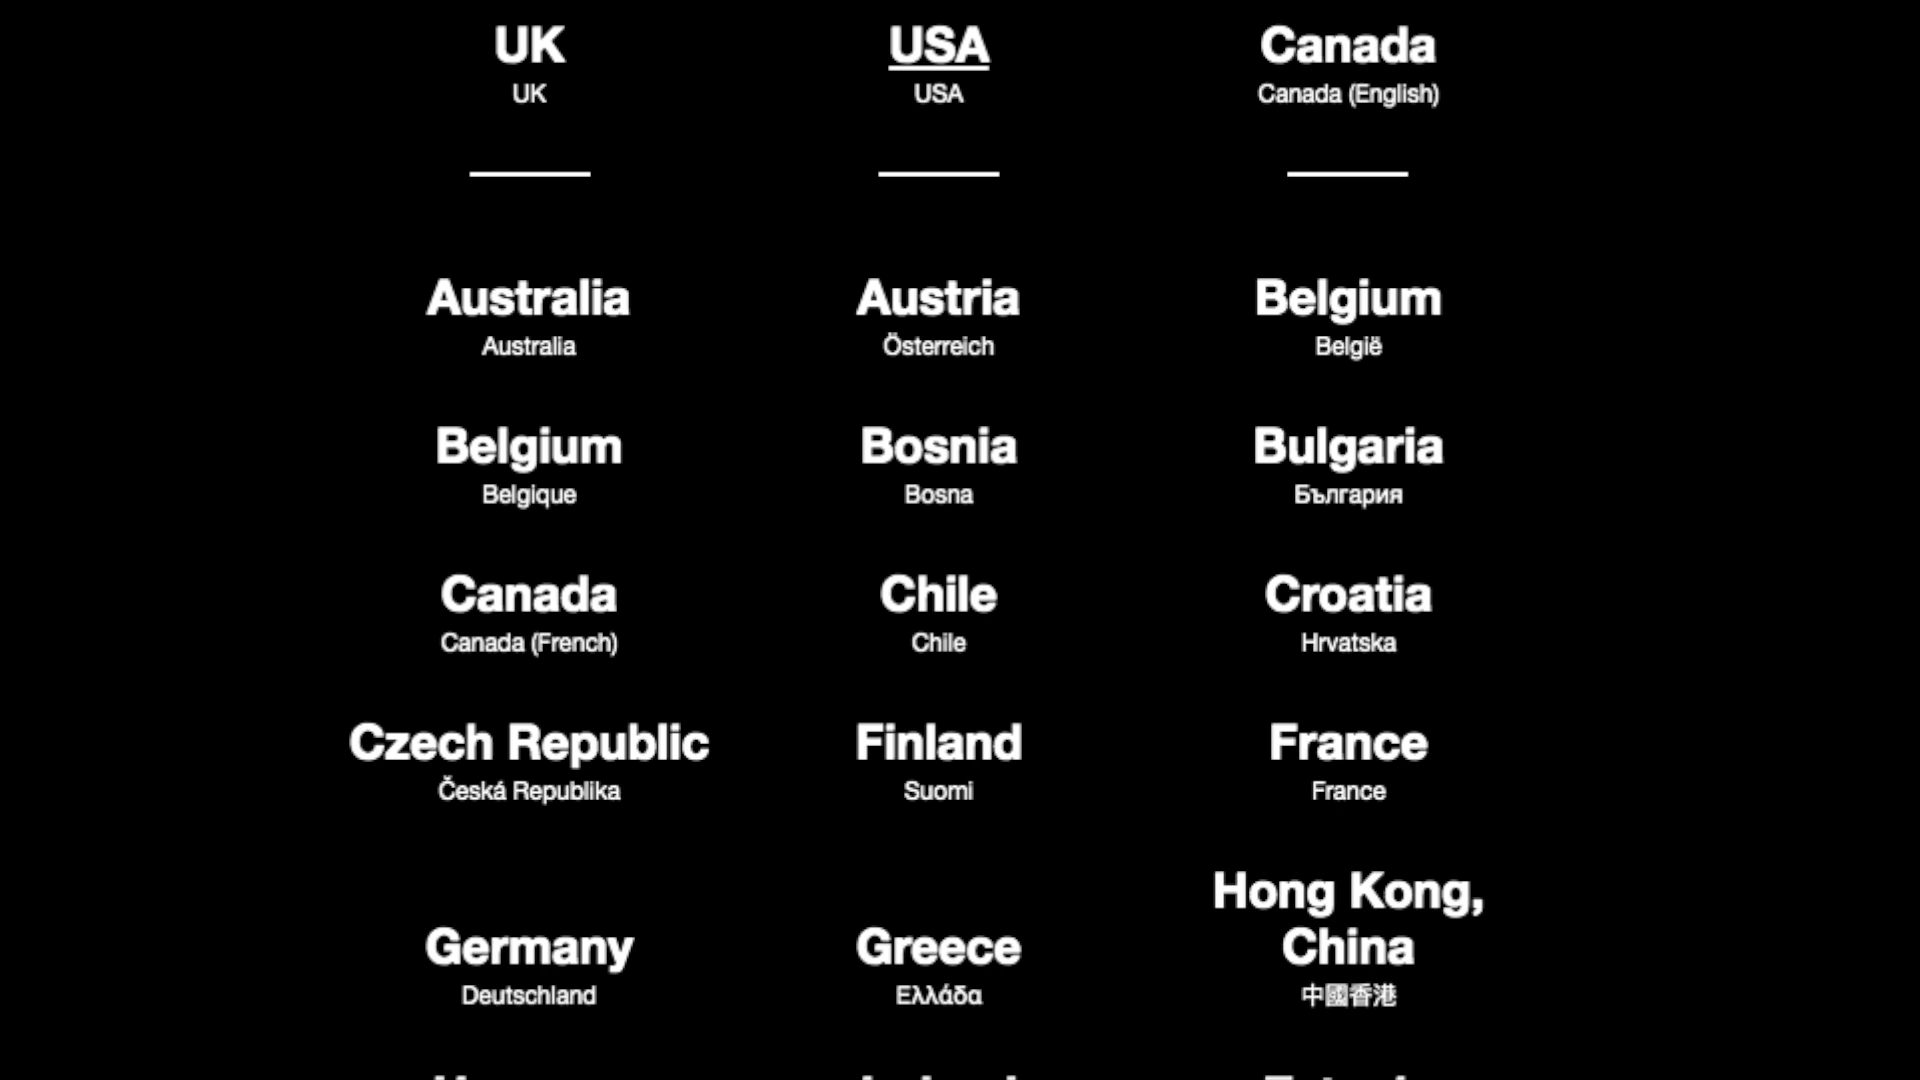 UK
UK
USA
USA
Canada
Canada (English)
Australia
Australia
Austria
Österreich
Belgium
België
Belgium
Belgique
Bosnia
Bosna
Bulgaria
България
Canada
Canada (French)
Chile
Chile
Croatia
Hrvatska
Czech Republic
Česká Republika
Finland
Suomi
France
France
Germany
Deutschland
Greece
Ελλάδα
Hong Kong,
China
中國香港